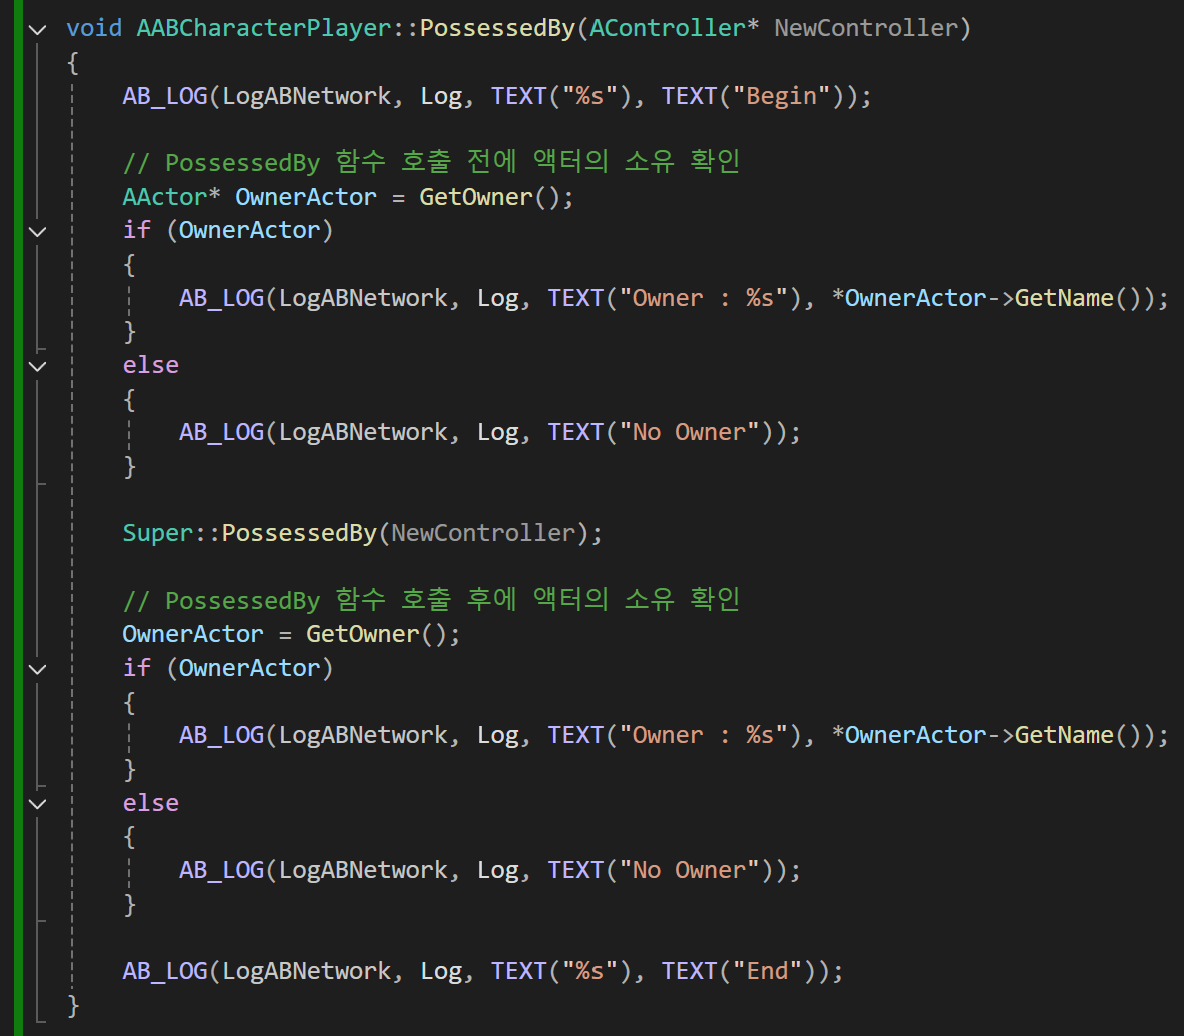 void AABCharacterPlayer::PossessedBy(AController* NewController)
{
    AB_LOG(LogABNetwork, Log, TEXT("%s"), TEXT("Begin"));

    // PossessedBy 함수 호출 전에 액터의 소유 확인
    AActor* OwnerActor = GetOwner();
    if (OwnerActor)
    {
        AB_LOG(LogABNetwork, Log, TEXT("Owner : %s"), *OwnerActor->GetName());
    }
    else
    {
        AB_LOG(LogABNetwork, Log, TEXT("No Owner"));
    }

    Super::PossessedBy(NewController);

    // PossessedBy 함수 호출 후에 액터의 소유 확인
    OwnerActor = GetOwner();
    if (OwnerActor)
    {
        AB_LOG(LogABNetwork, Log, TEXT("Owner : %s"), *OwnerActor->GetName());
    }
    else
    {
        AB_LOG(LogABNetwork, Log, TEXT("No Owner"));
    }

    AB_LOG(LogABNetwork, Log, TEXT("%s"), TEXT("End"));
}